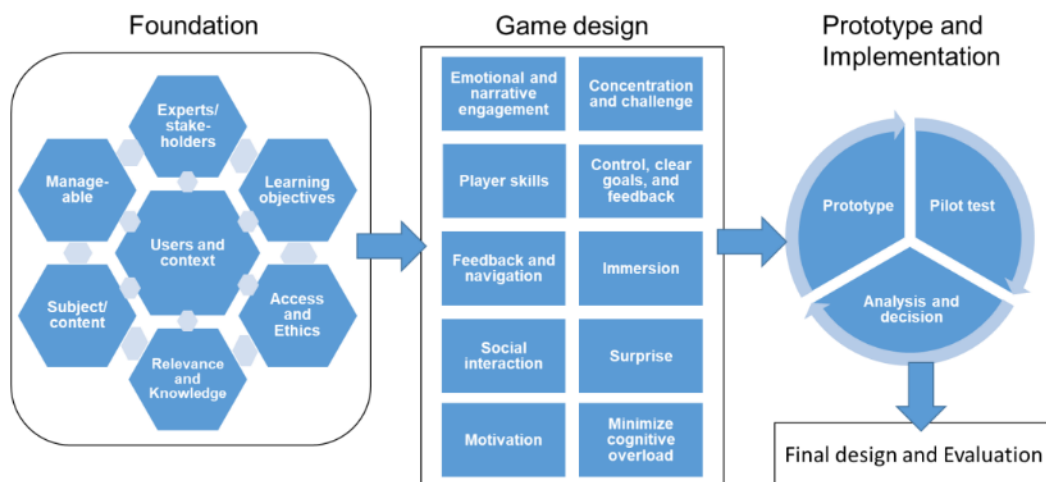 Foundation
Experts/
stake-
holders
Manage-
able
Learning
objectives
Users and
context
Subject/
content
Access
and
Ethics
Relevance
and
Knowledge
Game design
Emotional and
narrative
engagement
Concentration
and challenge
Player skills
Control, clear
goals, and
feedback
Feedback and
navigation
Immersion
Social
interaction
Surprise
Motivation
Minimize
cognitive
overload
Prototype and
Implementation
Prototype
Pilot test
Analysis and
decision
Final design and Evaluation